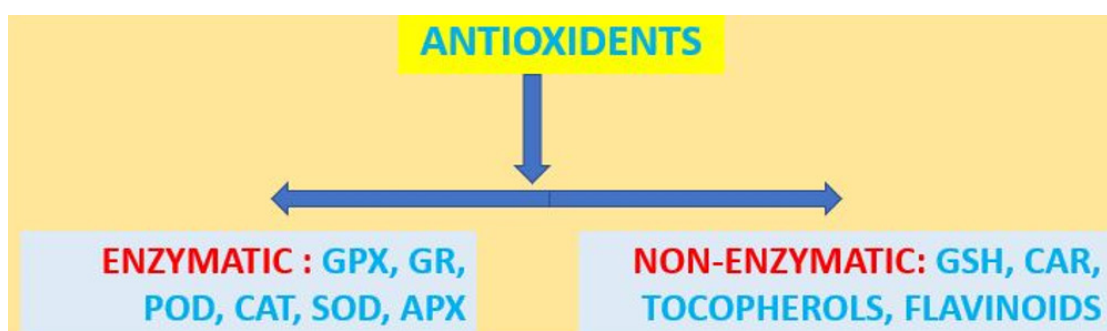 ANTIOXIDENTS
ENZYMATIC : GPX, GR,
POD, CAT, SOD, APX
NON-ENZYMATIC: GSH, CAR,
TOCOPHEROLS, FLAVINOIDS